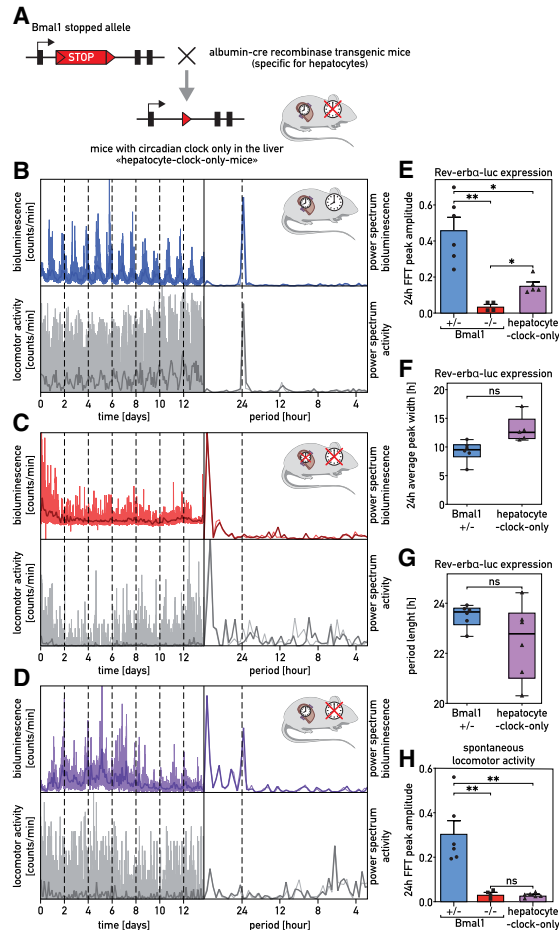 A
Bmal1 stopped allele
STOP
albumin-cre recombinase transgenic mice
(specific for hepatocytes)
mice with circadian clock only in the liver
«hepatocyte-clock-only-mice»
B
bioluminescence
[counts/min]
power spectrum
bioluminescence
locomotor activity
[counts/min]
power spectrum
activity
0 2 4 6 8 10 12 24 12 8 4
time [days] period [hour]
C
bioluminescence
[counts/min]
power spectrum
bioluminescence
locomotor activity
[counts/min]
power spectrum
activity
0 2 4 6 8 10 12 24 12 8 4
time [days] period [hour]
D
bioluminescence
[counts/min]
power spectrum
bioluminescence
locomotor activity
[counts/min]
power spectrum
activity
0 2 4 6 8 10 12 24 12 8 4
time [days] period [hour]
E
Rev-erbα-luc expression
24h FFT peak amplitude
0.6
0.4
0.2
0.0
*
**
*
+/- -/- hepatocyte
-clock-only
Bmal1
F
Rev-erbα-luc expression
24h average peak width [h]
20
15
10
5
0
ns
Bmal1
+/-
hepatocyte
-clock-only
G
Rev-erbα-luc expression
period lenght [h]
24
22
20
ns
Bmal1
+/-
hepatocyte
-clock-only
H
spontaneous
locomotor activity
24h FFT peak amplitude
0.6
0.4
0.2
0.0
**
**
ns
+/- -/- hepatocyte
-clock-only
Bmal1